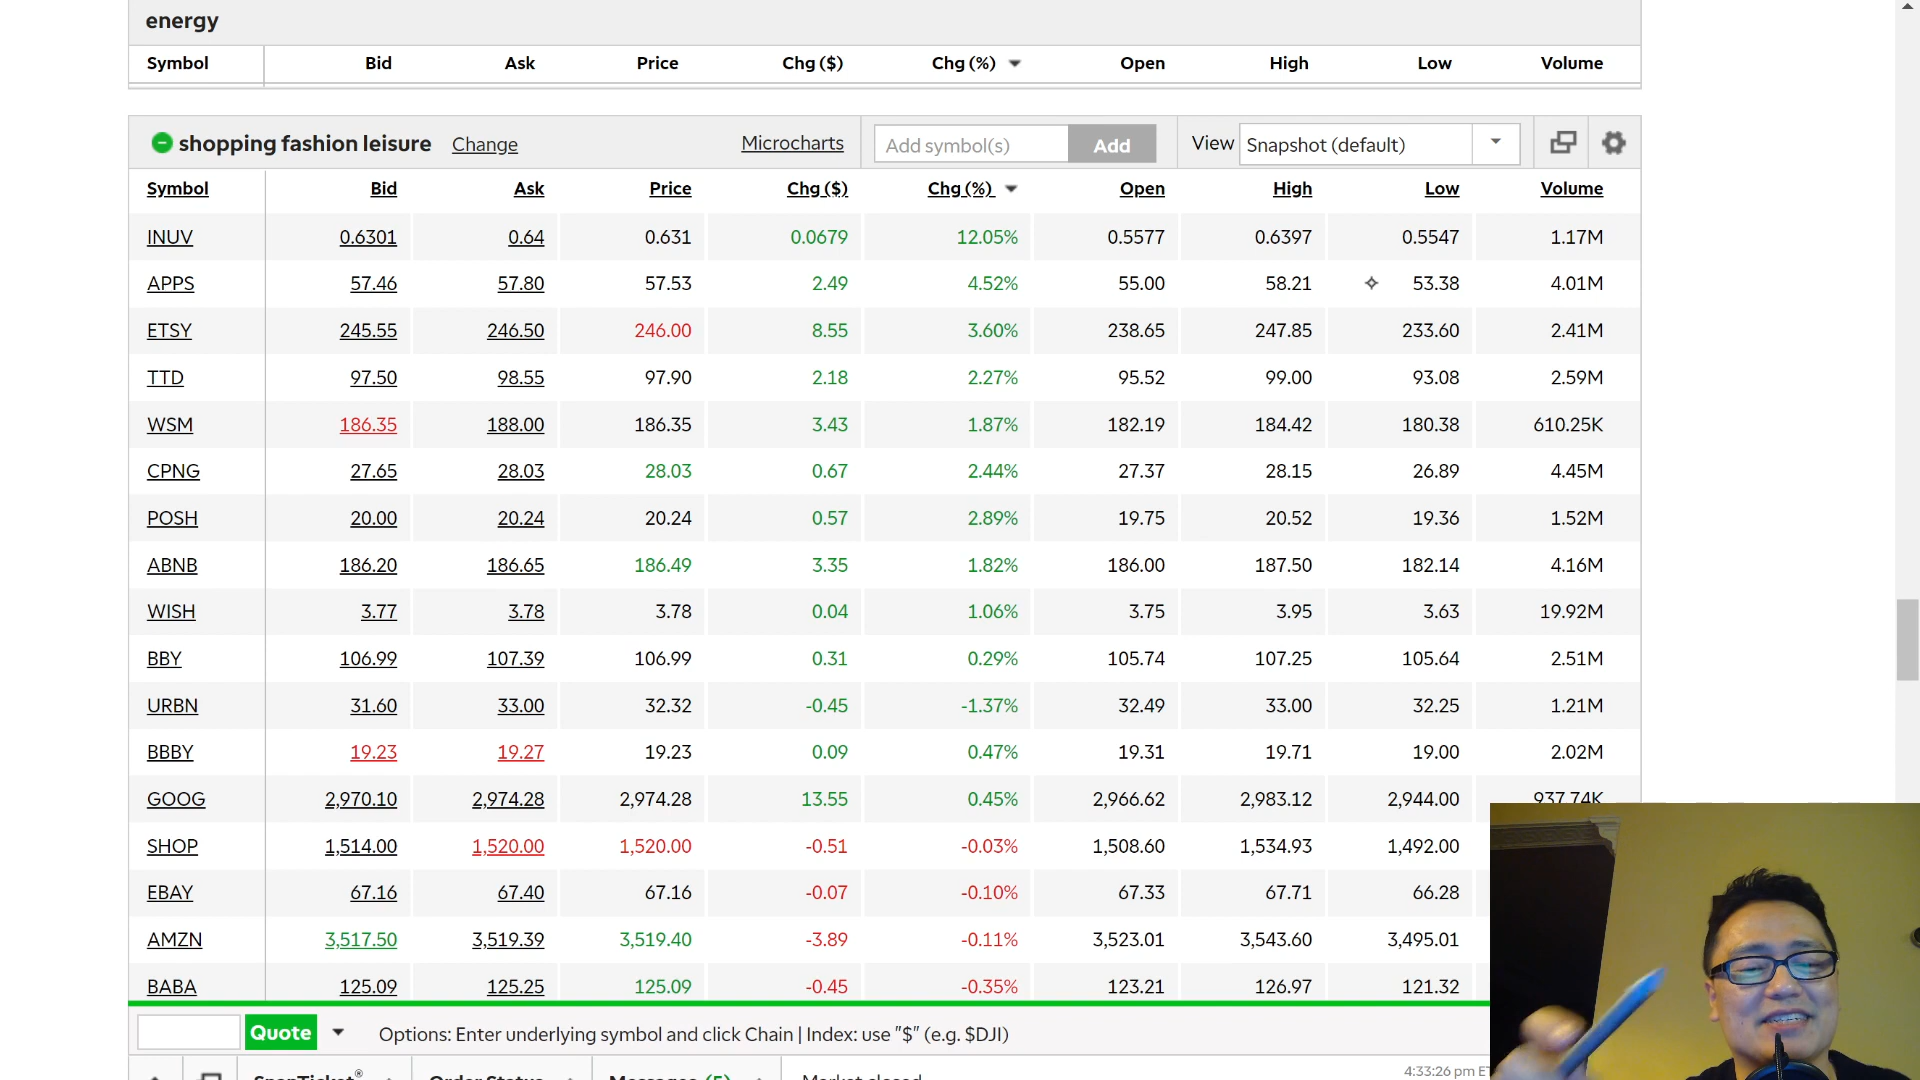 energy
Symbol Bid Ask Price Chg ($) Chg (%) Open High Low Volume
shopping fashion leisure Change Microcharts Add symbol(s) Add View Snapshot (default)
Symbol Bid Ask Price Chg ($) Chg (%) Open High Low Volume
INUV 0.6301 0.64 0.631 0.0679 12.05% 0.5577 0.6397 0.5547 1.17M
APPS 57.46 57.80 57.53 2.49 4.52% 55.00 58.21 53.38 4.01M
ETSY 245.55 246.50 246.00 8.55 3.60% 238.65 247.85 233.60 2.41M
TTD 97.50 98.55 97.90 2.18 2.27% 95.52 99.00 93.08 2.59M
WSM 186.35 188.00 186.35 3.43 1.87% 182.19 184.42 180.38 610.25K
CPNG 27.65 28.03 28.03 0.67 2.44% 27.37 28.15 26.89 4.45M
POSH 20.00 20.24 20.24 0.57 2.89% 19.75 20.52 19.36 1.52M
ABNB 186.20 186.65 186.49 3.35 1.82% 186.00 187.50 182.14 4.16M
WISH 3.77 3.78 3.78 0.04 1.06% 3.75 3.95 3.63 19.92M
BBY 106.99 107.39 106.99 0.31 0.29% 105.74 107.25 105.64 2.51M
URBN 31.60 33.00 32.32 -0.45 -1.37% 32.49 33.00 32.25 1.21M
BBBY 19.23 19.27 19.23 0.09 0.47% 19.31 19.71 19.00 2.02M
GOOG 2,970.10 2,974.28 2,974.28 13.55 0.45% 2,966.62 2,983.12 2,944.00 937.74K
SHOP 1,514.00 1,520.00 1,520.00 -0.51 -0.03% 1,508.60 1,534.93 1,492.00
EBAY 67.16 67.40 67.16 -0.07 -0.10% 67.33 67.71 66.28
AMZN 3,517.50 3,519.39 3,519.40 -3.89 -0.11% 3,523.01 3,543.60 3,495.01
BABA 125.09 125.25 125.09 -0.45 -0.35% 123.21 126.97 121.32
Quote Options: Enter underlying symbol and click Chain | Index: use "$" (e.g. $DJI)
SnapTicket® Order Status Messages (5) Market closed 4:33:26 pm ET